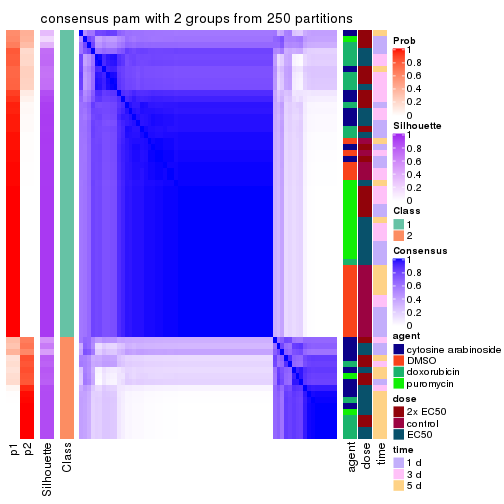 consensus pam with 2 groups from 250 partitions
Prob
1
0.8
0.6
0.4
0.2
0
Silhouette
1
0.8
0.6
0.4
0.2
0
Class
1
2
Consensus
1
0.8
0.6
0.4
0.2
0
agent
cytosine arabinoside
DMSO
doxorubicin
puromycin
dose
2x EC50
control
EC50
time
1 d
3 d
5 d
p1
p2
Silhouette
Class
agent
dose
time